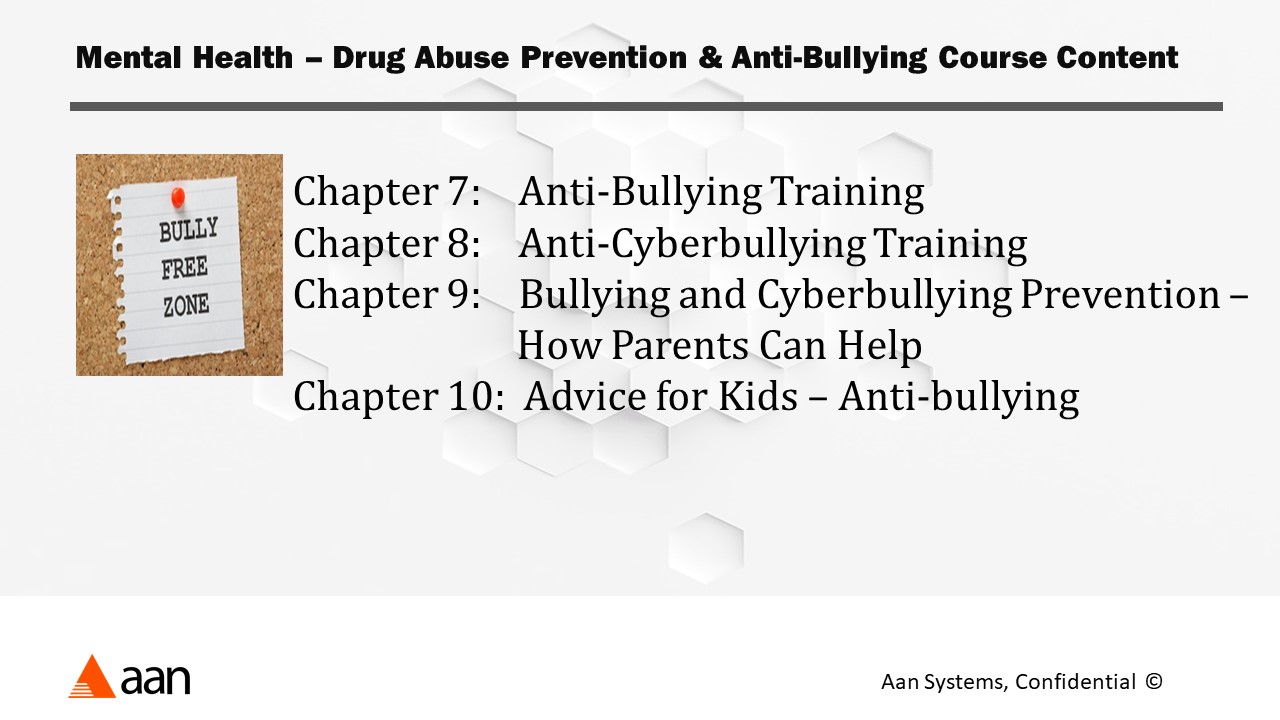 Mental Health – Drug Abuse Prevention & Anti-Bullying Course Content
BULLY
FREE
ZONE
Chapter 7: Anti-Bullying Training
Chapter 8: Anti-Cyberbullying Training
Chapter 9: Bullying and Cyberbullying Prevention –
How Parents Can Help
Chapter 10: Advice for Kids – Anti-bullying
aan
Aan Systems, Confidential ©